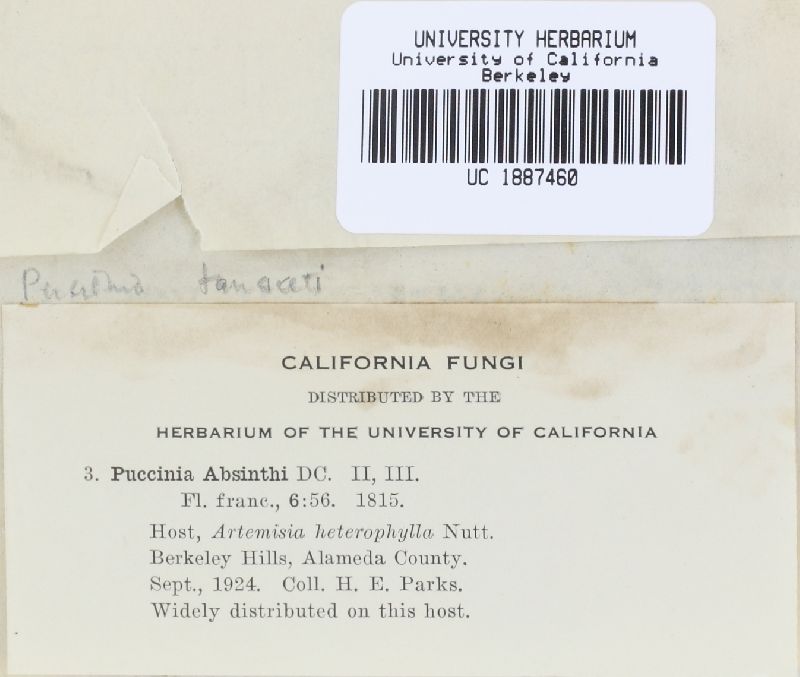 UNIVERSITY HERBARIUM
University of California
Berkeley
UC 1887460
Puccinia tanaceti
CALIFORNIA FUNGI
DISTRIBUTED BY THE
HERBARIUM OF THE UNIVERSITY OF CALIFORNIA
3. Puccinia Absinthi DC. II, III.
Fl. franc., 6:56. 1815.
Host, Artemisia heterophylla Nutt.
Berkeley Hills, Alameda County.
Sept., 1924. Coll. H. E. Parks.
Widely distributed on this host.